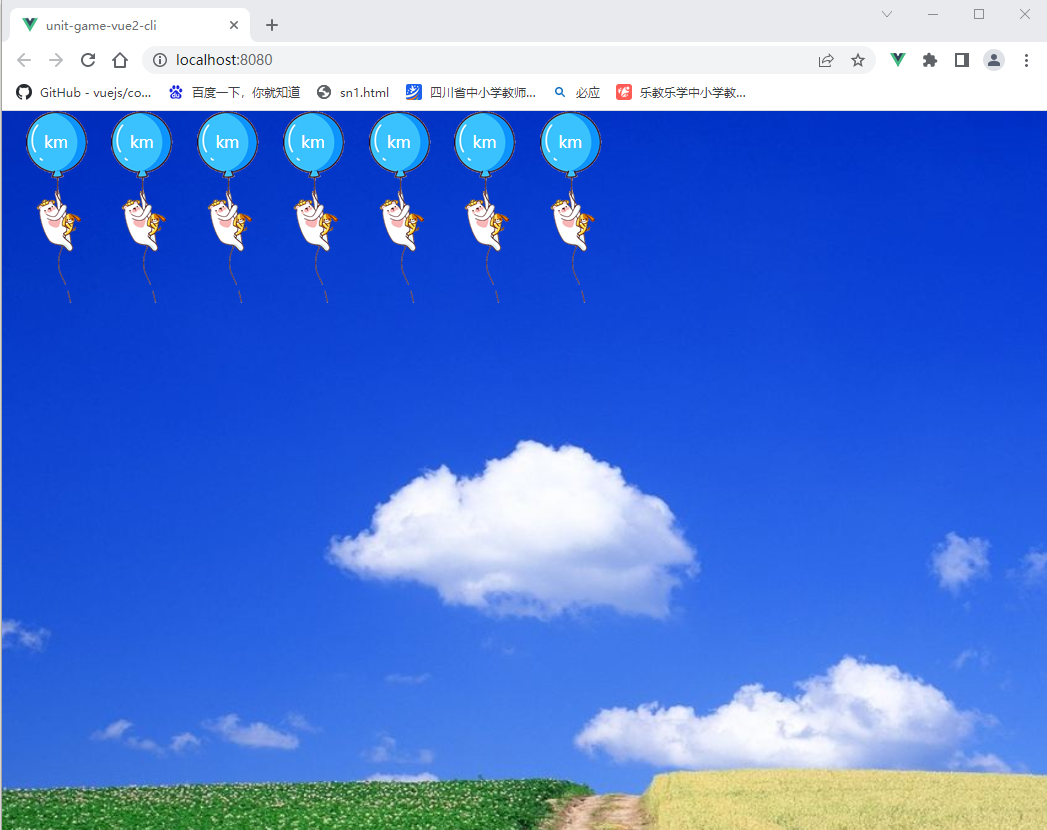 unit-game-vue2-cli
localhost:8080
GitHub - vuejs/co... 百度一下，你就知道 sn1.html 四川省中小学教师... 必应 乐教乐学中小学教...
km km km km km km km